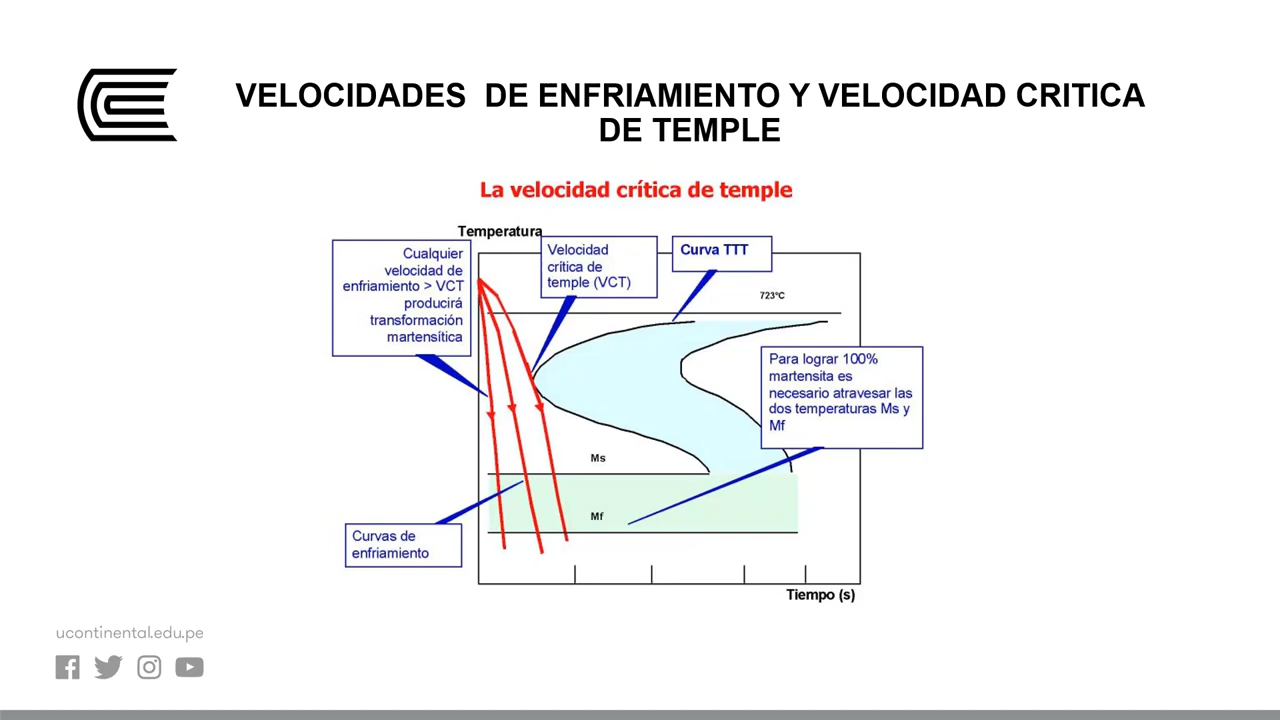 VELOCIDADES DE ENFRIAMIENTO Y VELOCIDAD CRITICA
DE TEMPLE
La velocidad crítica de temple
Temperatura
Cualquier
velocidad de
enfriamiento > VCT
producirá
transformación
martensítica
Velocidad
crítica de
temple (VCT)
Curva TTT
723°C
Para lograr 100%
martensita es
necesario atravesar las
dos temperaturas Ms y
Mf
Ms
Mf
Curvas de
enfriamiento
Tiempo (s)
ucontinental.edu.pe